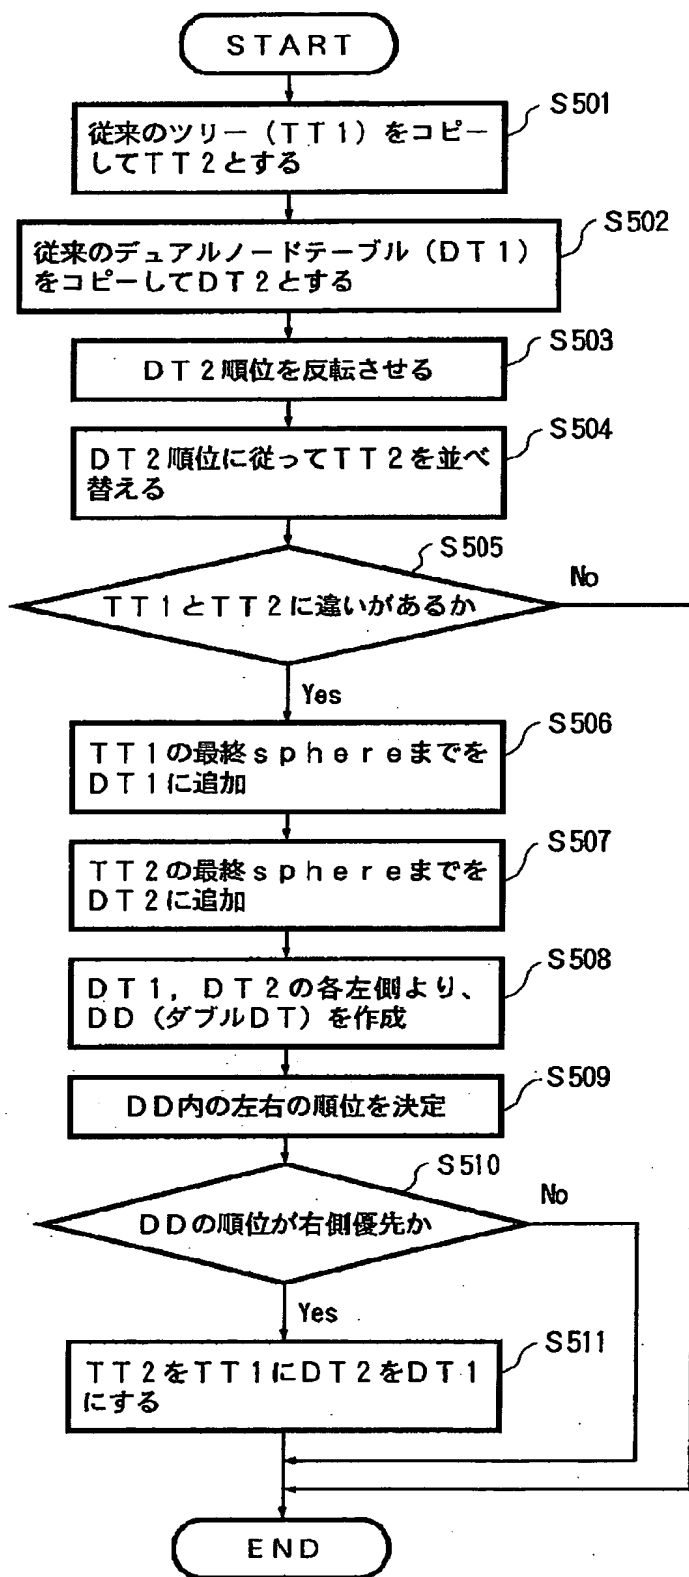 START
S501
従来のツリー（TT1）をコピー
してTT2とする
S502
従来のデュアルノードテーブル（DT1）
をコピーしてDT2とする
S503
DT2順位を反転させる
S504
DT2順位に従ってTT2を並べ
替える
S505
TT1とTT2に違いがあるか
No
Yes
S506
TT1の最終sphereまでを
DT1に追加
S507
TT2の最終sphereまでを
DT2に追加
S508
DT1，DT2の各左側より、
DD（ダブルDT）を作成
S509
DD内の左右の順位を決定
S510
DDの順位が右側優先か
No
Yes
S511
TT2をTT1にDT2をDT1
にする
END